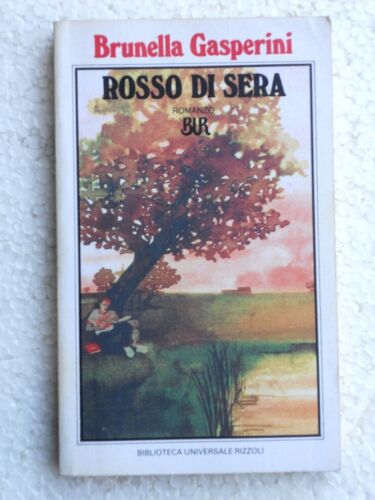 Brunella Gasperini
ROSSO DI SERA
ROMANZO
BUR
BIBLIOTECA UNIVERSALE RIZZOLI